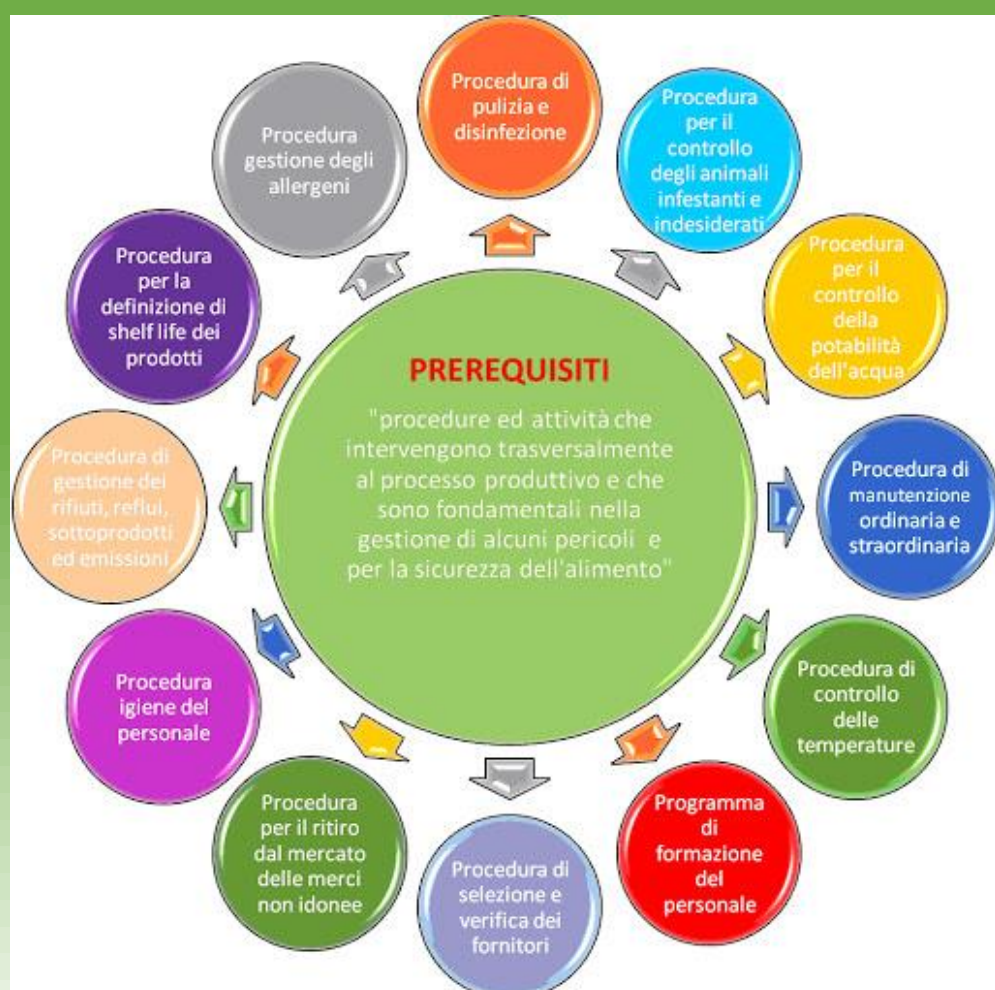 Procedura di
pulizia e
disinfezione
Procedura
per il
controllo
degli animali
infestanti e
indesiderati
Procedura
per il
controllo
della
potabilità
dell'acqua
Procedura di
manutenzione
ordinaria e
straordinaria
Procedura di
controllo
delle
temperature
Programma
di
formazione
del
personale
Procedura di
selezione e
verifica dei
fornitori
Procedura
per il ritiro
dal mercato
delle merci
non idonee
Procedura
igiene del
personale
Procedura di
gestione dei
rifiuti, reflui,
sottoprodotti
ed emissioni
Procedura
per la
definizione di
shelf life dei
prodotti
Procedura
gestione degli
allergeni
PREREQUISITI
"procedure ed attività che
intervengono trasversalmente
al processo produttivo e che
sono fondamentali nella
gestione di alcuni pericoli e
per la sicurezza dell'alimento"